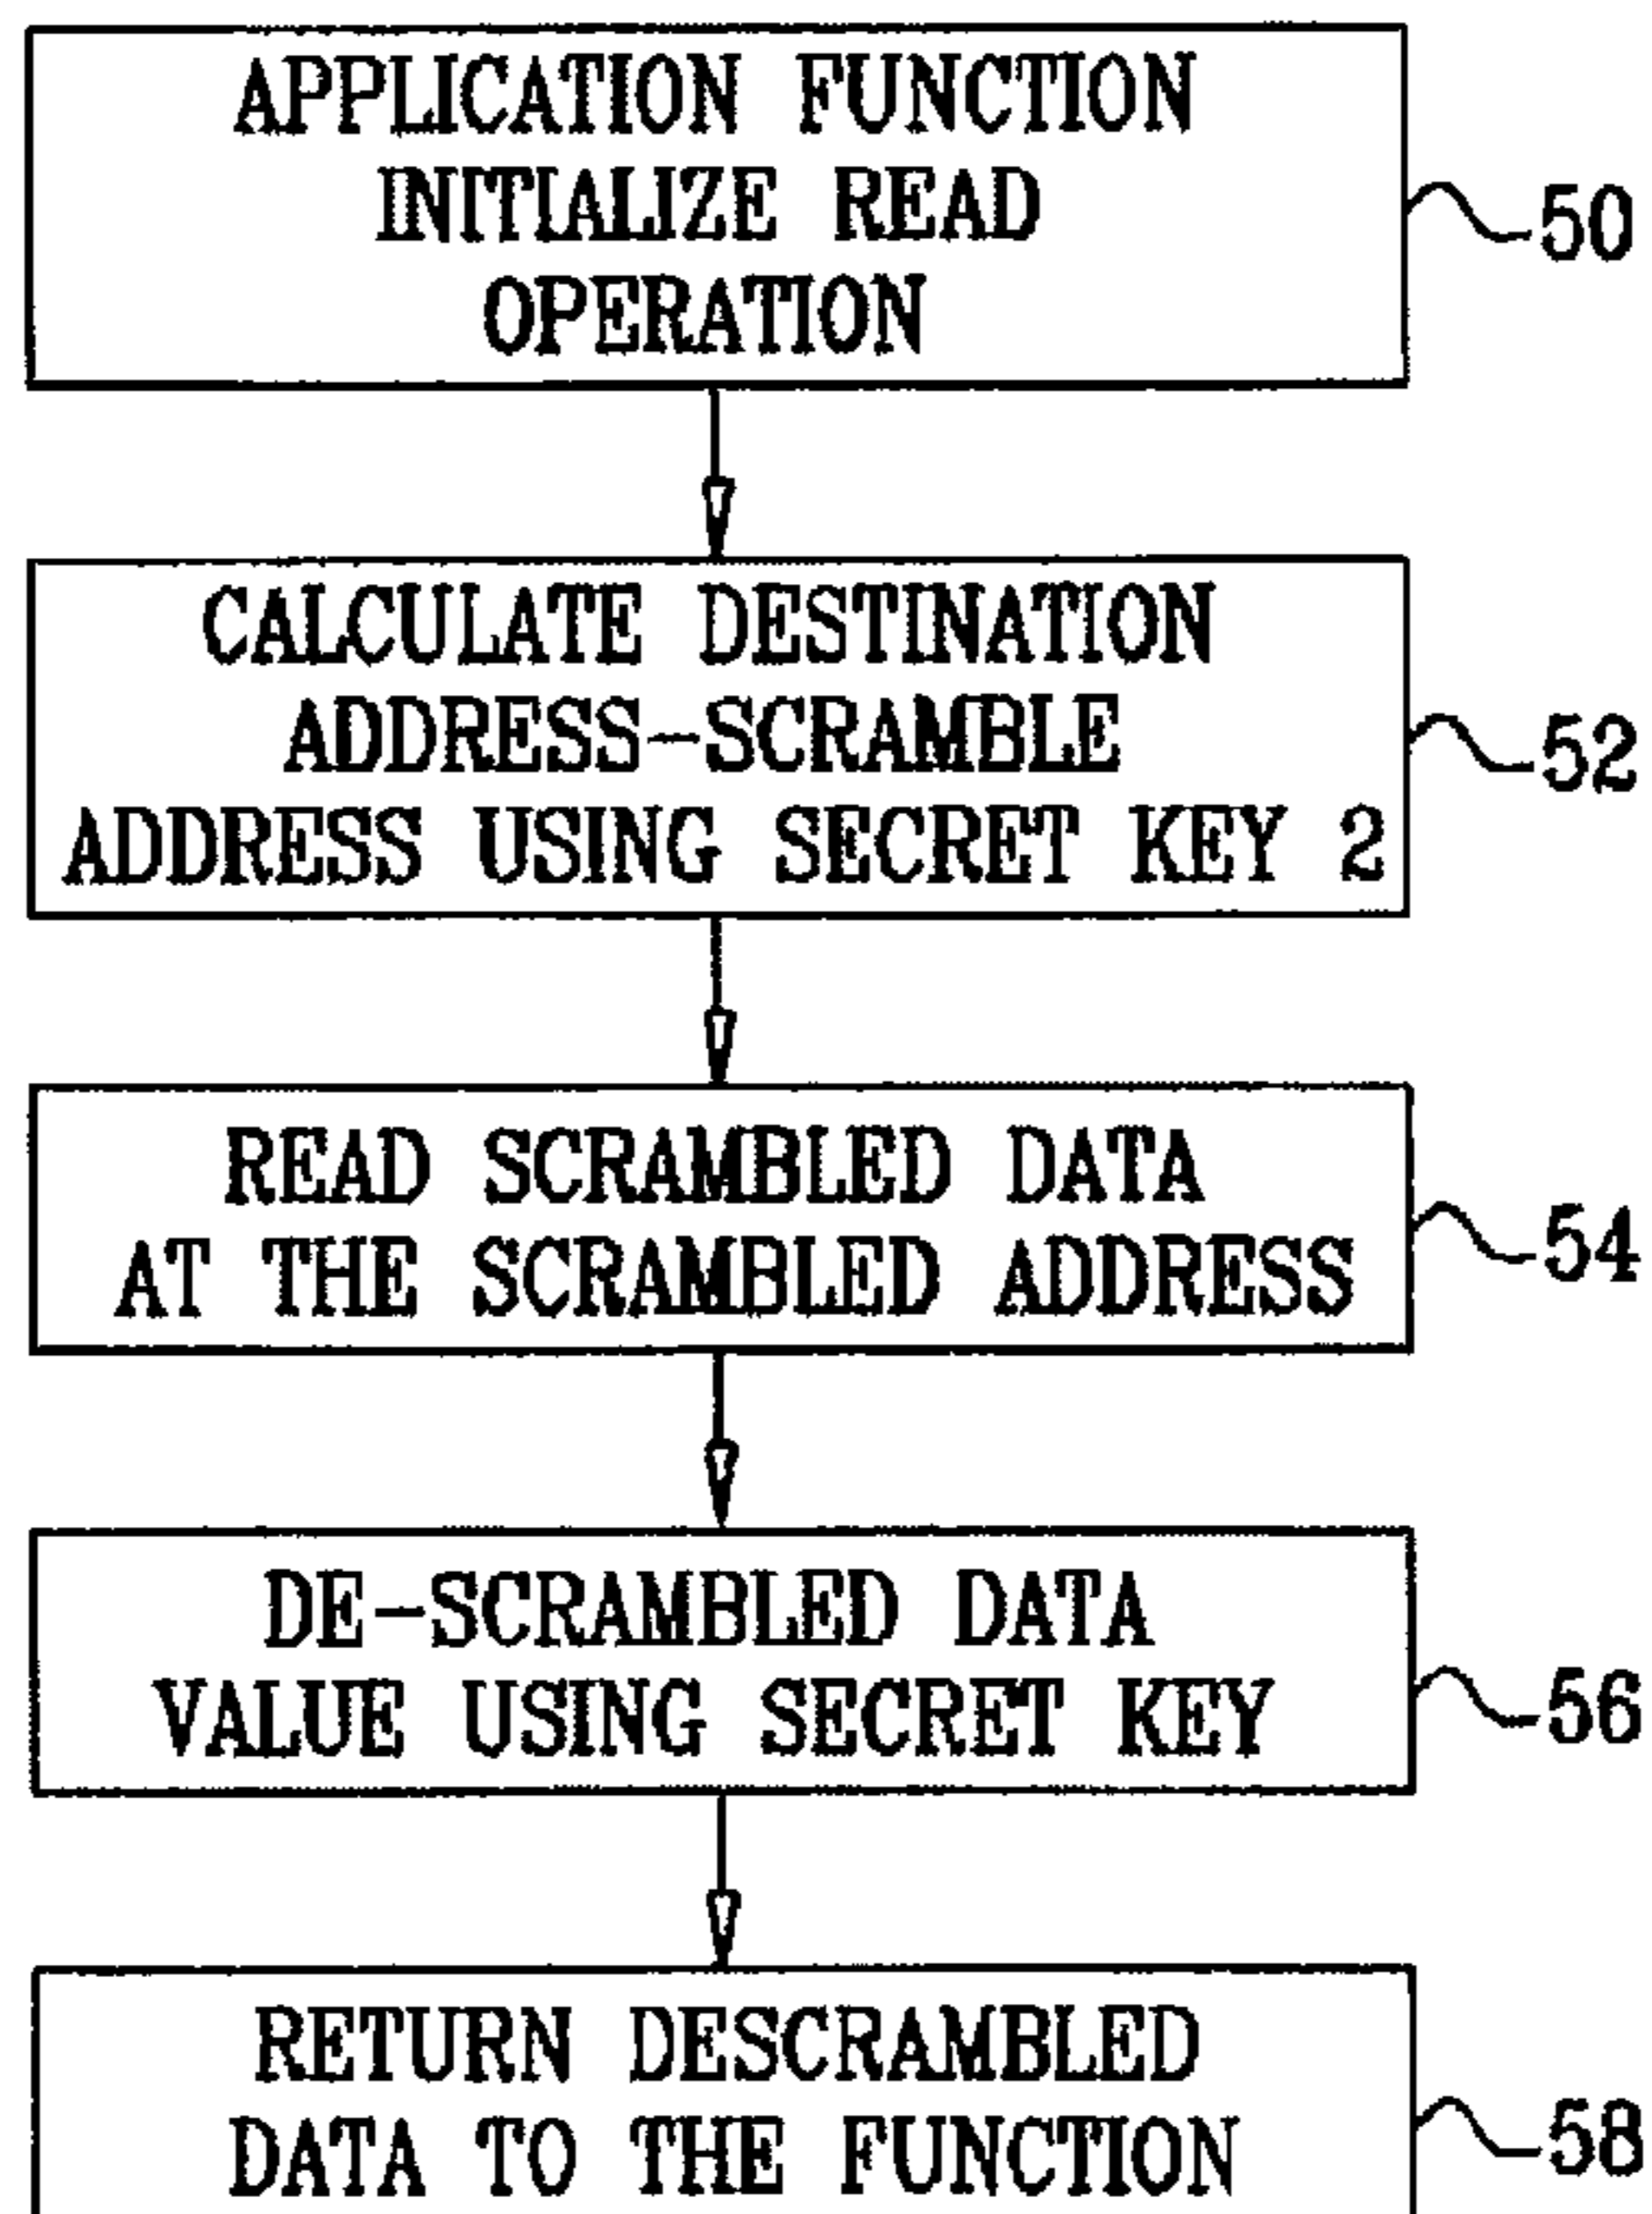 APPLICATION FUNCTION
INITIALIZE READ
OPERATION
50
CALCULATE DESTINATION
ADDRESS-SCRAMBLE
ADDRESS USING SECRET KEY 2
52
READ SCRAMBLED DATA
AT THE SCRAMBLED ADDRESS
54
DE-SCRAMBLED DATA
VALUE USING SECRET KEY
56
RETURN DESCRAMBLED
DATA TO THE FUNCTION
58